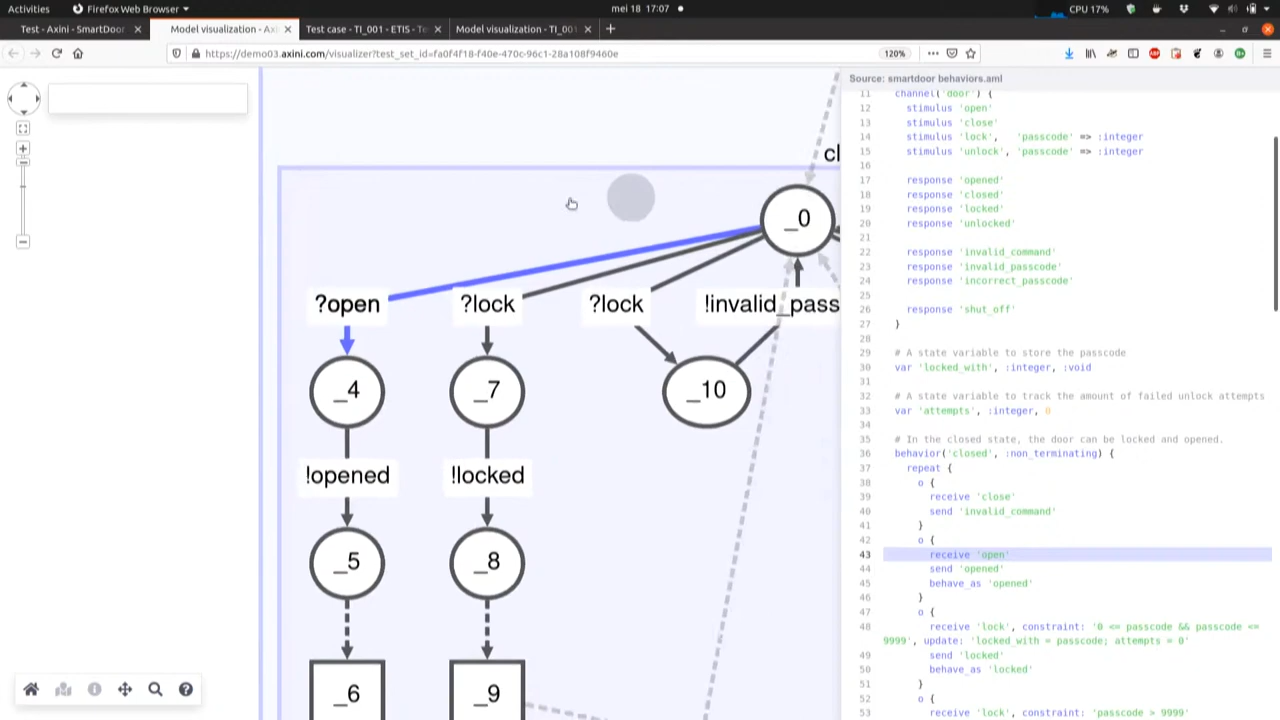 Activities Firefox Web Browser mei 18 17:07 CPU 17%
Test - Axini - SmartDoor Model visualization - Axi Test case - TI_001 - ETIS - Te Model visualization - TI_001
https://demo03.axini.com/visualizer?test_set_id=fa0f4f18-f40e-470c-96c1-28a108f9460e 120%
Source: smartdoor behaviors.aml
11 channel('door') {
12 stimulus 'open'
13 stimulus 'close'
14 stimulus 'lock', 'passcode' => :integer
15 stimulus 'unlock', 'passcode' => :integer
16
17 response 'opened'
18 response 'closed'
19 response 'locked'
20 response 'unlocked'
21
22 response 'invalid_command'
23 response 'invalid_passcode'
24 response 'incorrect_passcode'
25
26 response 'shut_off'
27 }
28
29 # A state variable to store the passcode
30 var 'locked_with', :integer, :void
31
32 # A state variable to track the amount of failed unlock attempts
33 var 'attempts', :integer, 0
34
35 # In the closed state, the door can be locked and opened.
36 behavior('closed', :non_terminating) {
37 repeat {
38 o {
39 receive 'close'
40 send 'invalid_command'
41 }
42 o {
43 receive 'open'
44 send 'opened'
45 behave_as 'opened'
46 }
47 o {
48 receive 'lock', constraint: '0 <= passcode && passcode <=
9999', update: 'locked_with = passcode; attempts = 0'
49 send 'locked'
50 behave_as 'locked'
51 }
52 o {
53 receive 'lock', constraint: 'passcode > 9999'
cl
_0
?open ?lock ?lock !invalid_pass
_4 _7 _10
!opened !locked
_5 _8
_6 _9